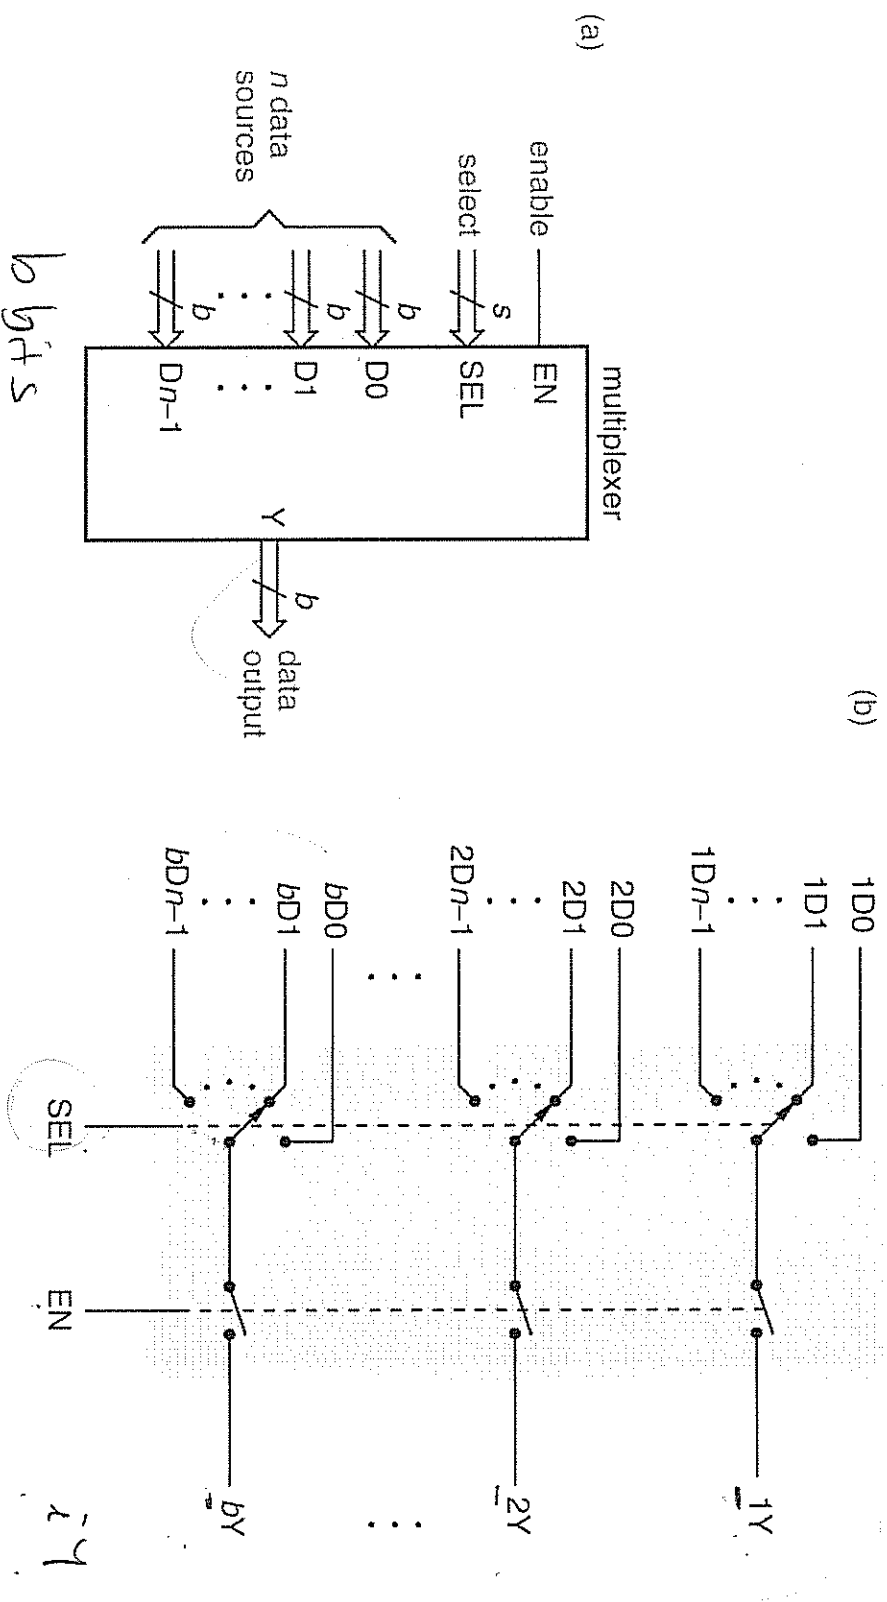 (a)
multiplexer
enable
EN
select
s
SEL
n data
sources
b
D0
b
D1
. . .
. . .
b
Dn–1
Y
b
data
output
b bits
(b)
1D0
1D1
. . .
1Dn–1
1Y
2D0
2D1
. . .
2Dn–1
2Y
. . .
. . .
bD0
bD1
. . .
bDn–1
bY
SEL
EN
iY